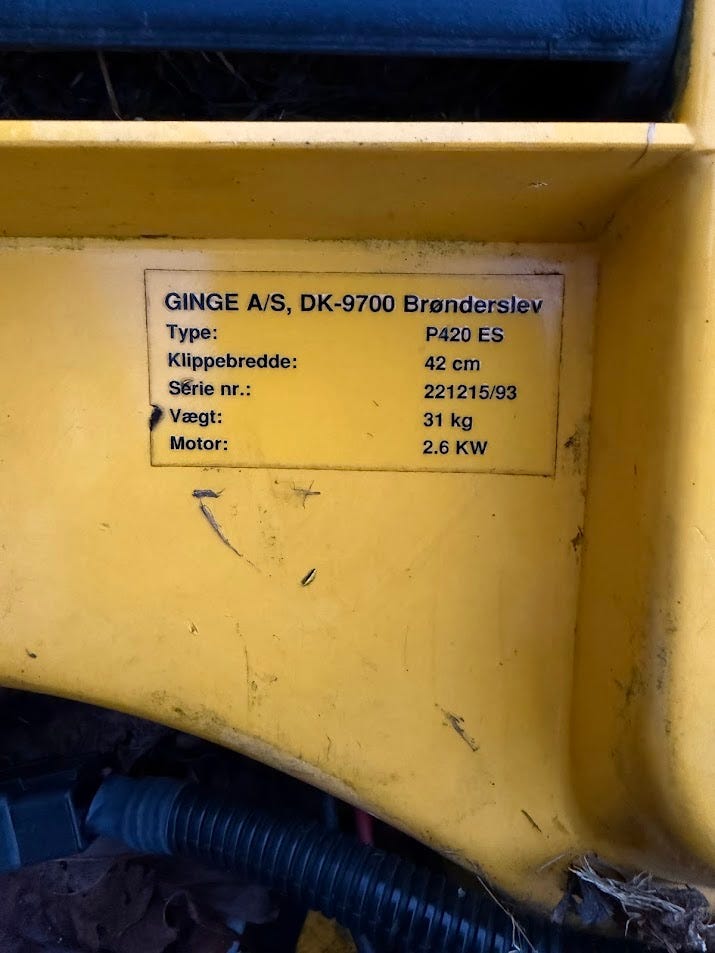 GINGE A/S, DK-9700 Brønderslev
Type: P420 ES
Klippebredde: 42 cm
Série nr.: 221215/93
Vægt: 31 kg
Motor: 2.6 KW